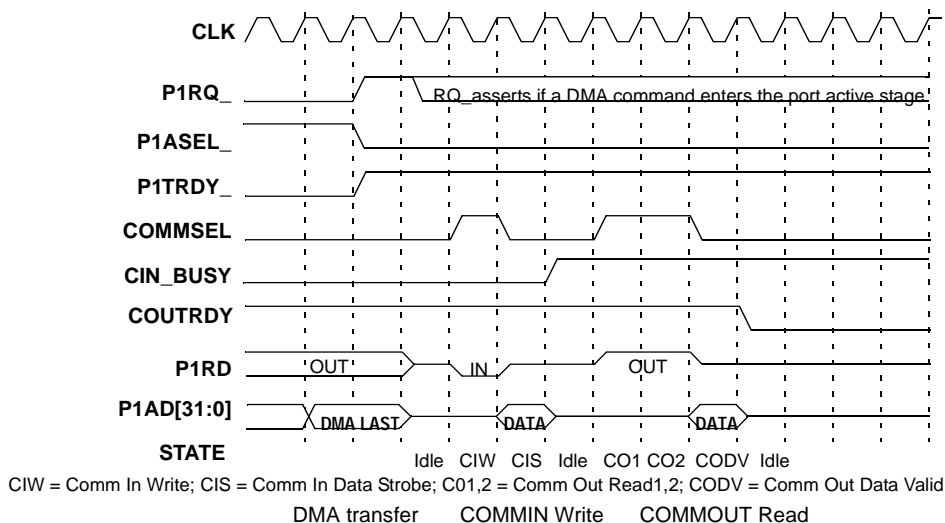 CLK
P1RQ_
RQ_asserts if a DMA command enters the port active stage
P1ASEL_
P1TRDY_
COMMSEL
CIN_BUSY
COUTRDY
P1RD
OUT
IN
OUT
P1AD[31:0]
DMA LAST
DATA
DATA
STATE
Idle CIW CIS Idle CO1 CO2 CODV Idle
CIW = Comm In Write; CIS = Comm In Data Strobe; C01,2 = Comm Out Read1,2; CODV = Comm Out Data Valid
DMA transfer COMMIN Write COMMOUT Read